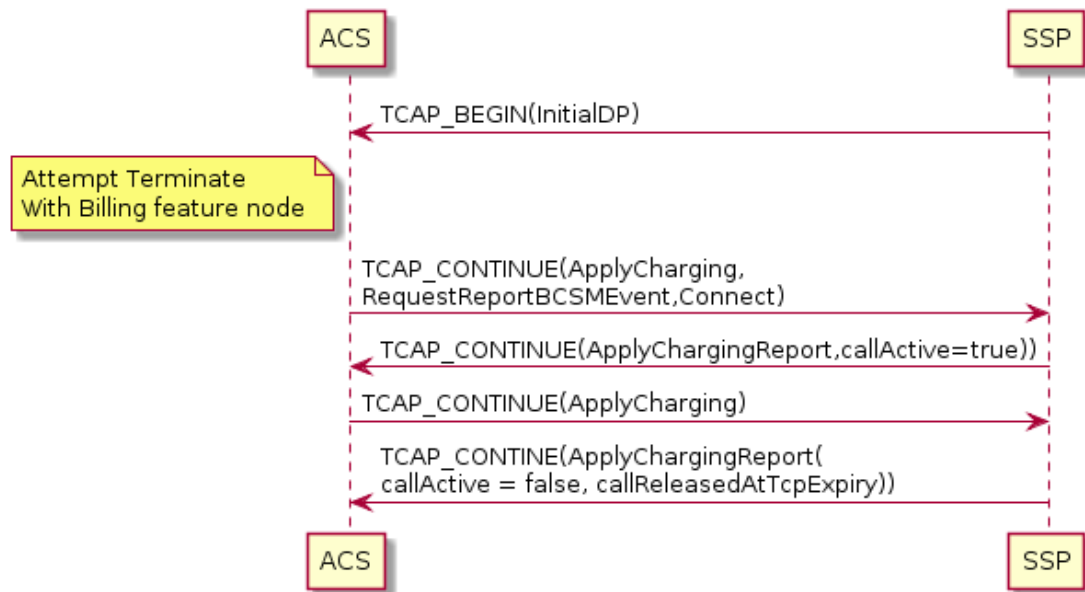 ACS
SSP
TCAP_BEGIN(InitialDP)
Attempt Terminate
With Billing feature node
TCAP_CONTINUE(ApplyCharging,
RequestReportBCSMEvent,Connect)
TCAP_CONTINUE(ApplyChargingReport,callActive=true))
TCAP_CONTINUE(ApplyCharging)
TCAP_CONTINE(ApplyChargingReport(
callActive = false, callReleasedAtTcpExpiry))
ACS
SSP